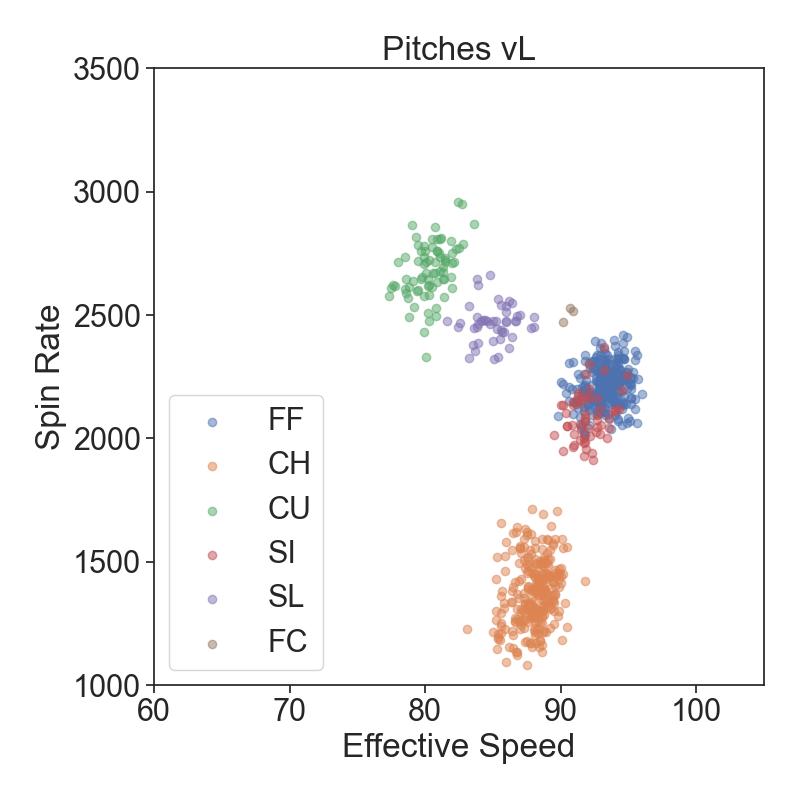 Pitches vL
3500
3000
2500
2000
1500
1000
Spin Rate
FF
CH
CU
SI
SL
FC
60 70 80 90 100
Effective Speed